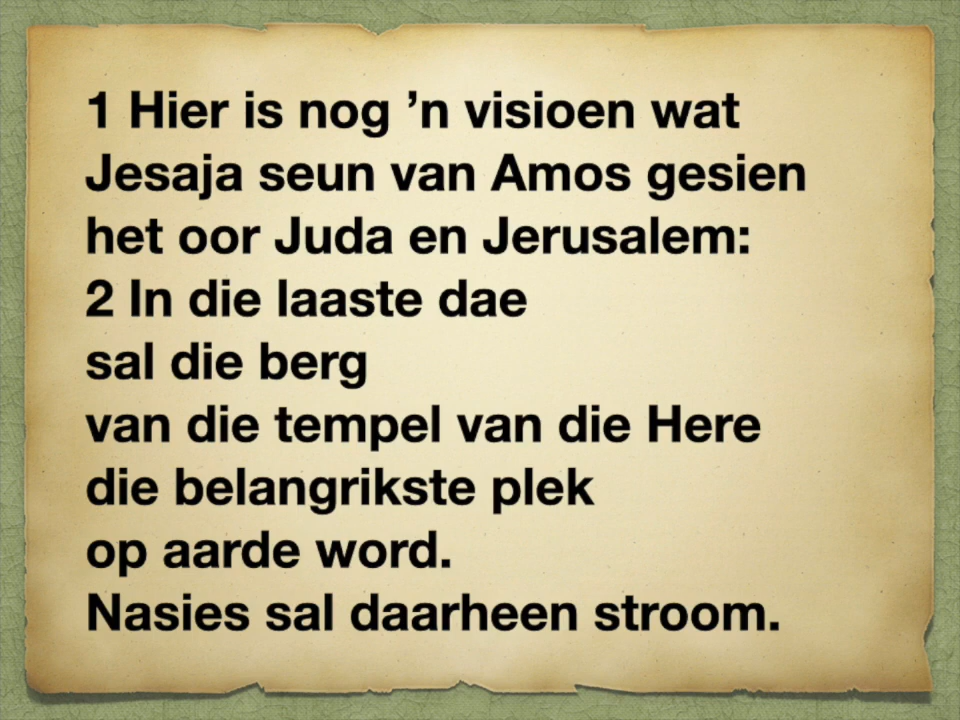 1 Hier is nog ’n visioen wat
Jesaja seun van Amos gesien
het oor Juda en Jerusalem:
2 In die laaste dae
sal die berg
van die tempel van die Here
die belangrikste plek
op aarde word.
Nasies sal daarheen stroom.